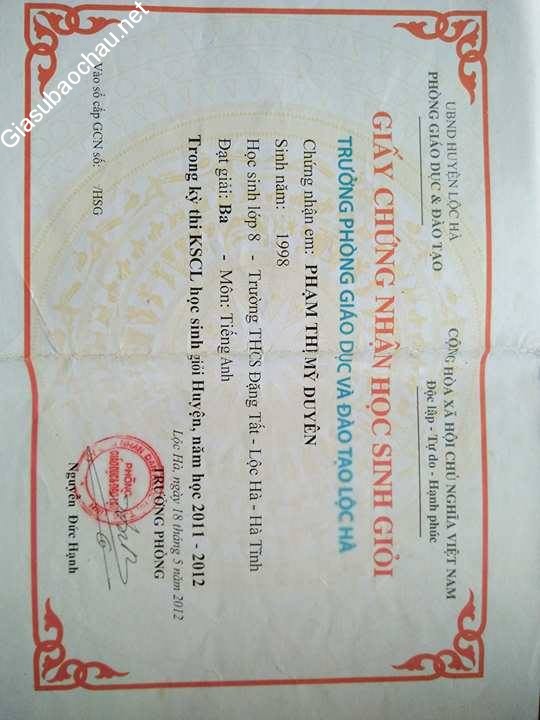 UBND HUYỆN LỘC HÀ
PHÒNG GIÁO DỤC & ĐÀO TẠO
CỘNG HÒA XÃ HỘI CHỦ NGHĨA VIỆT NAM
Độc lập - Tự do - Hạnh phúc
GIẤY CHỨNG NHẬN HỌC SINH GIỎI
TRƯỞNG PHÒNG GIÁO DỤC VÀ ĐÀO TẠO LỘC HÀ
Chứng nhận em: PHẠM THỊ MỸ DUYÊN
Sinh năm: 1998
Học sinh lớp 8 - Trường THCS Đặng Tất - Lộc Hà - Hà Tĩnh
Đạt giải: Ba - Môn: Tiếng Anh
Trong kỳ thi KSCL học sinh giỏi Huyện, năm học 2011 - 2012
Lộc Hà, ngày 18 tháng 5 năm 2012
TRƯỞNG PHÒNG
PHÒNG
GIÁO DỤC & ĐÀO TẠO
Nguyễn Đức Hạnh
Vào sổ cấp GCN số: /HSG
Giasubaochau.net